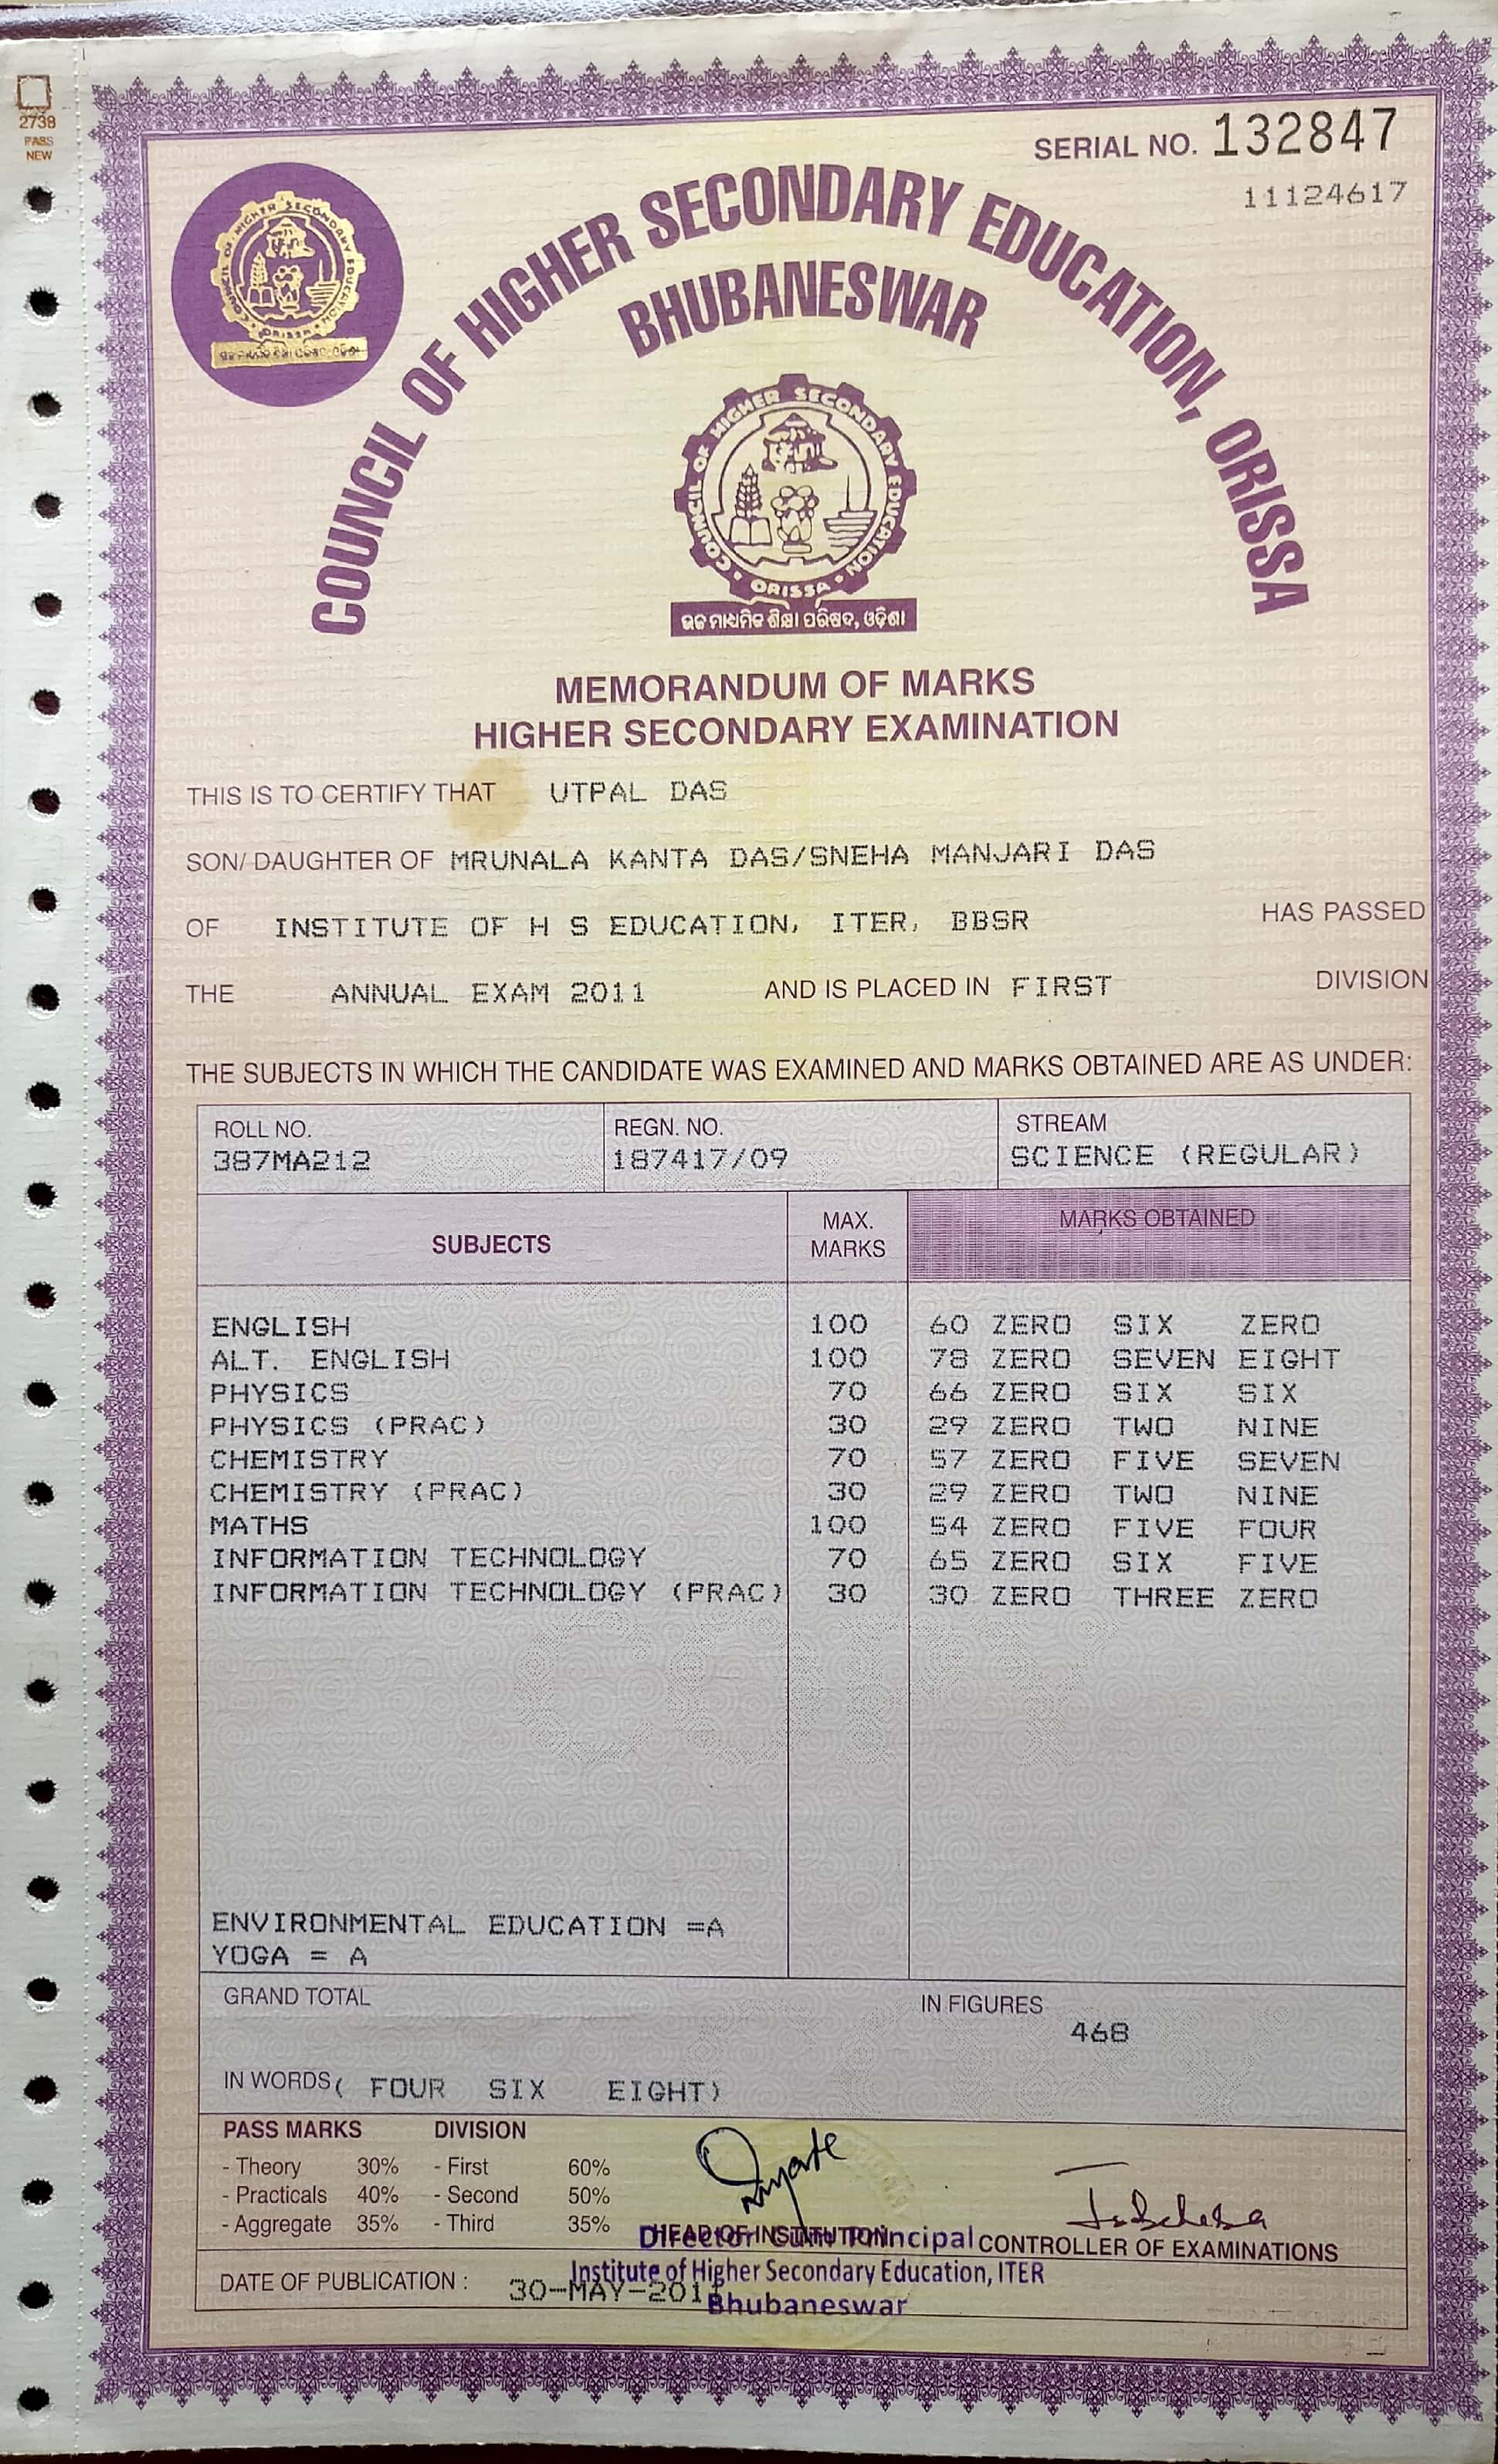 2739
PASS
NEW
SERIAL NO. 132847
11124617
COUNCIL OF HIGHER SECONDARY EDUCATION, ORISSA
BHUBANESWAR
COUNCIL OF HIGHER SECONDARY EDUCATION
ORISSA
COUNCIL OF HIGHER SECONDARY EDUCATION
ORISSA
ଉଚ୍ଚ ମାଧ୍ୟମିକ ଶିକ୍ଷା ପରିଷଦ, ଓଡ଼ିଶା
MEMORANDUM OF MARKS
HIGHER SECONDARY EXAMINATION
THIS IS TO CERTIFY THAT UTPAL DAS
SON/ DAUGHTER OF MRUNALA KANTA DAS/SNEHA MANJARI DAS
OF INSTITUTE OF H S EDUCATION, ITER, BBSR HAS PASSED
THE ANNUAL EXAM 2011 AND IS PLACED IN FIRST DIVISION
THE SUBJECTS IN WHICH THE CANDIDATE WAS EXAMINED AND MARKS OBTAINED ARE AS UNDER:
ROLL NO. REGN. NO. STREAM
387MA212 187417/09 SCIENCE (REGULAR)
SUBJECTS MAX. MARKS MARKS OBTAINED
ENGLISH 100 60 ZERO SIX ZERO
ALT. ENGLISH 100 78 ZERO SEVEN EIGHT
PHYSICS 70 66 ZERO SIX SIX
PHYSICS (PRAC) 30 29 ZERO TWO NINE
CHEMISTRY 70 57 ZERO FIVE SEVEN
CHEMISTRY (PRAC) 30 29 ZERO TWO NINE
MATHS 100 54 ZERO FIVE FOUR
INFORMATION TECHNOLOGY 70 65 ZERO SIX FIVE
INFORMATION TECHNOLOGY (PRAC) 30 30 ZERO THREE ZERO
ENVIRONMENTAL EDUCATION =A
YOGA = A
GRAND TOTAL IN FIGURES
468
IN WORDS ( FOUR SIX EIGHT)
PASS MARKS DIVISION
- Theory 30% - First 60%
- Practicals 40% - Second 50%
- Aggregate 35% - Third 35%
HEAD OF INSTITUTION CONTROLLER OF EXAMINATIONS
Director Cum Principal
Institute of Higher Secondary Education, ITER
Bhubaneswar
DATE OF PUBLICATION : 30-MAY-2011